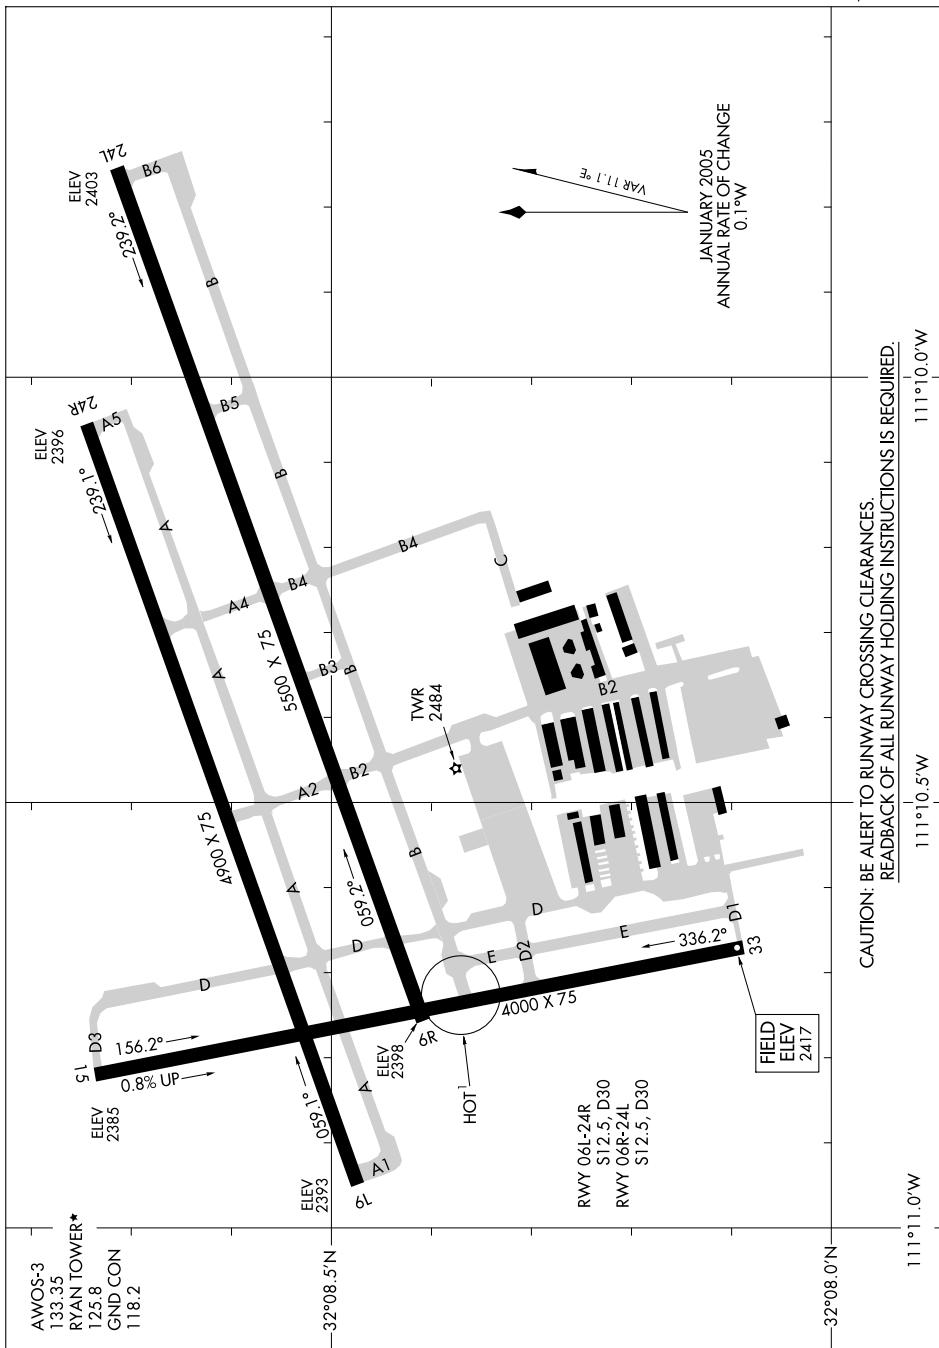 AWOS-3
133.35
RYAN TOWER★
125.8
GND CON
118.2
ELEV
2385
15
D3
156.2°
0.8% UP
D
ELEV
2396
24R
A5
239.1°
A
ELEV
2403
24L
B6
239.2°
B
B5
B
A4
B4
B4
C
A
5500 X 75
B3
B
4900 X 75
A2
B2
TWR
2484
B2
A
D
059.2°
B
ELEV
2393
059.1°
A
A1
6L
ELEV
2398
6R
HOT¹
E
D2
D
E
4000 X 75
336.2°
D1
33
FIELD
ELEV
2417
RWY 06L-24R
S12.5, D30
RWY 06R-24L
S12.5, D30
VAR 11.1°E
JANUARY 2005
ANNUAL RATE OF CHANGE
0.1°W
32°08.5'N
32°08.0'N
CAUTION: BE ALERT TO RUNWAY CROSSING CLEARANCES.
READBACK OF ALL RUNWAY HOLDING INSTRUCTIONS IS REQUIRED.
111°11.0'W
111°10.5'W
111°10.0'W